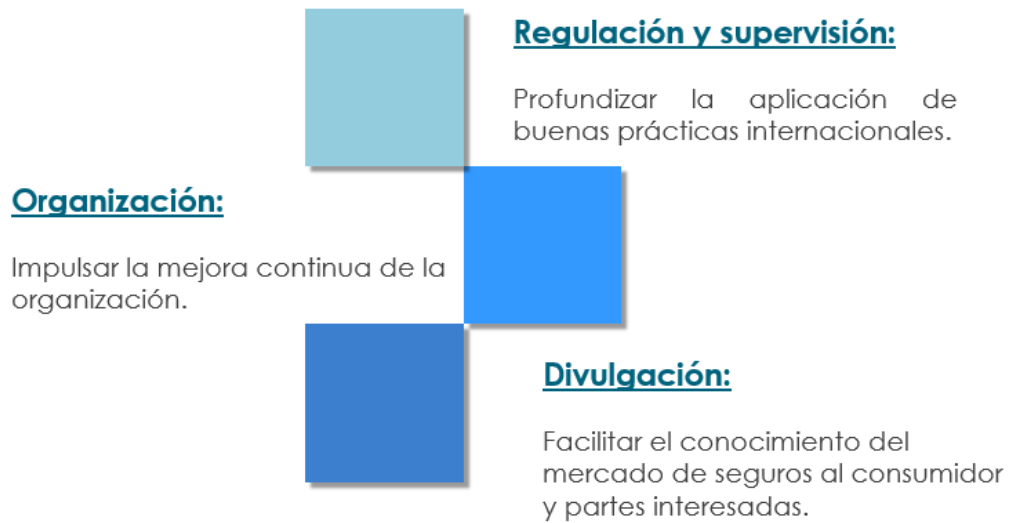 Regulación y supervisión:
Profundizar la aplicación de
buenas prácticas internacionales.
Organización:
Impulsar la mejora continua de la
organización.
Divulgación:
Facilitar el conocimiento del
mercado de seguros al consumidor
y partes interesadas.